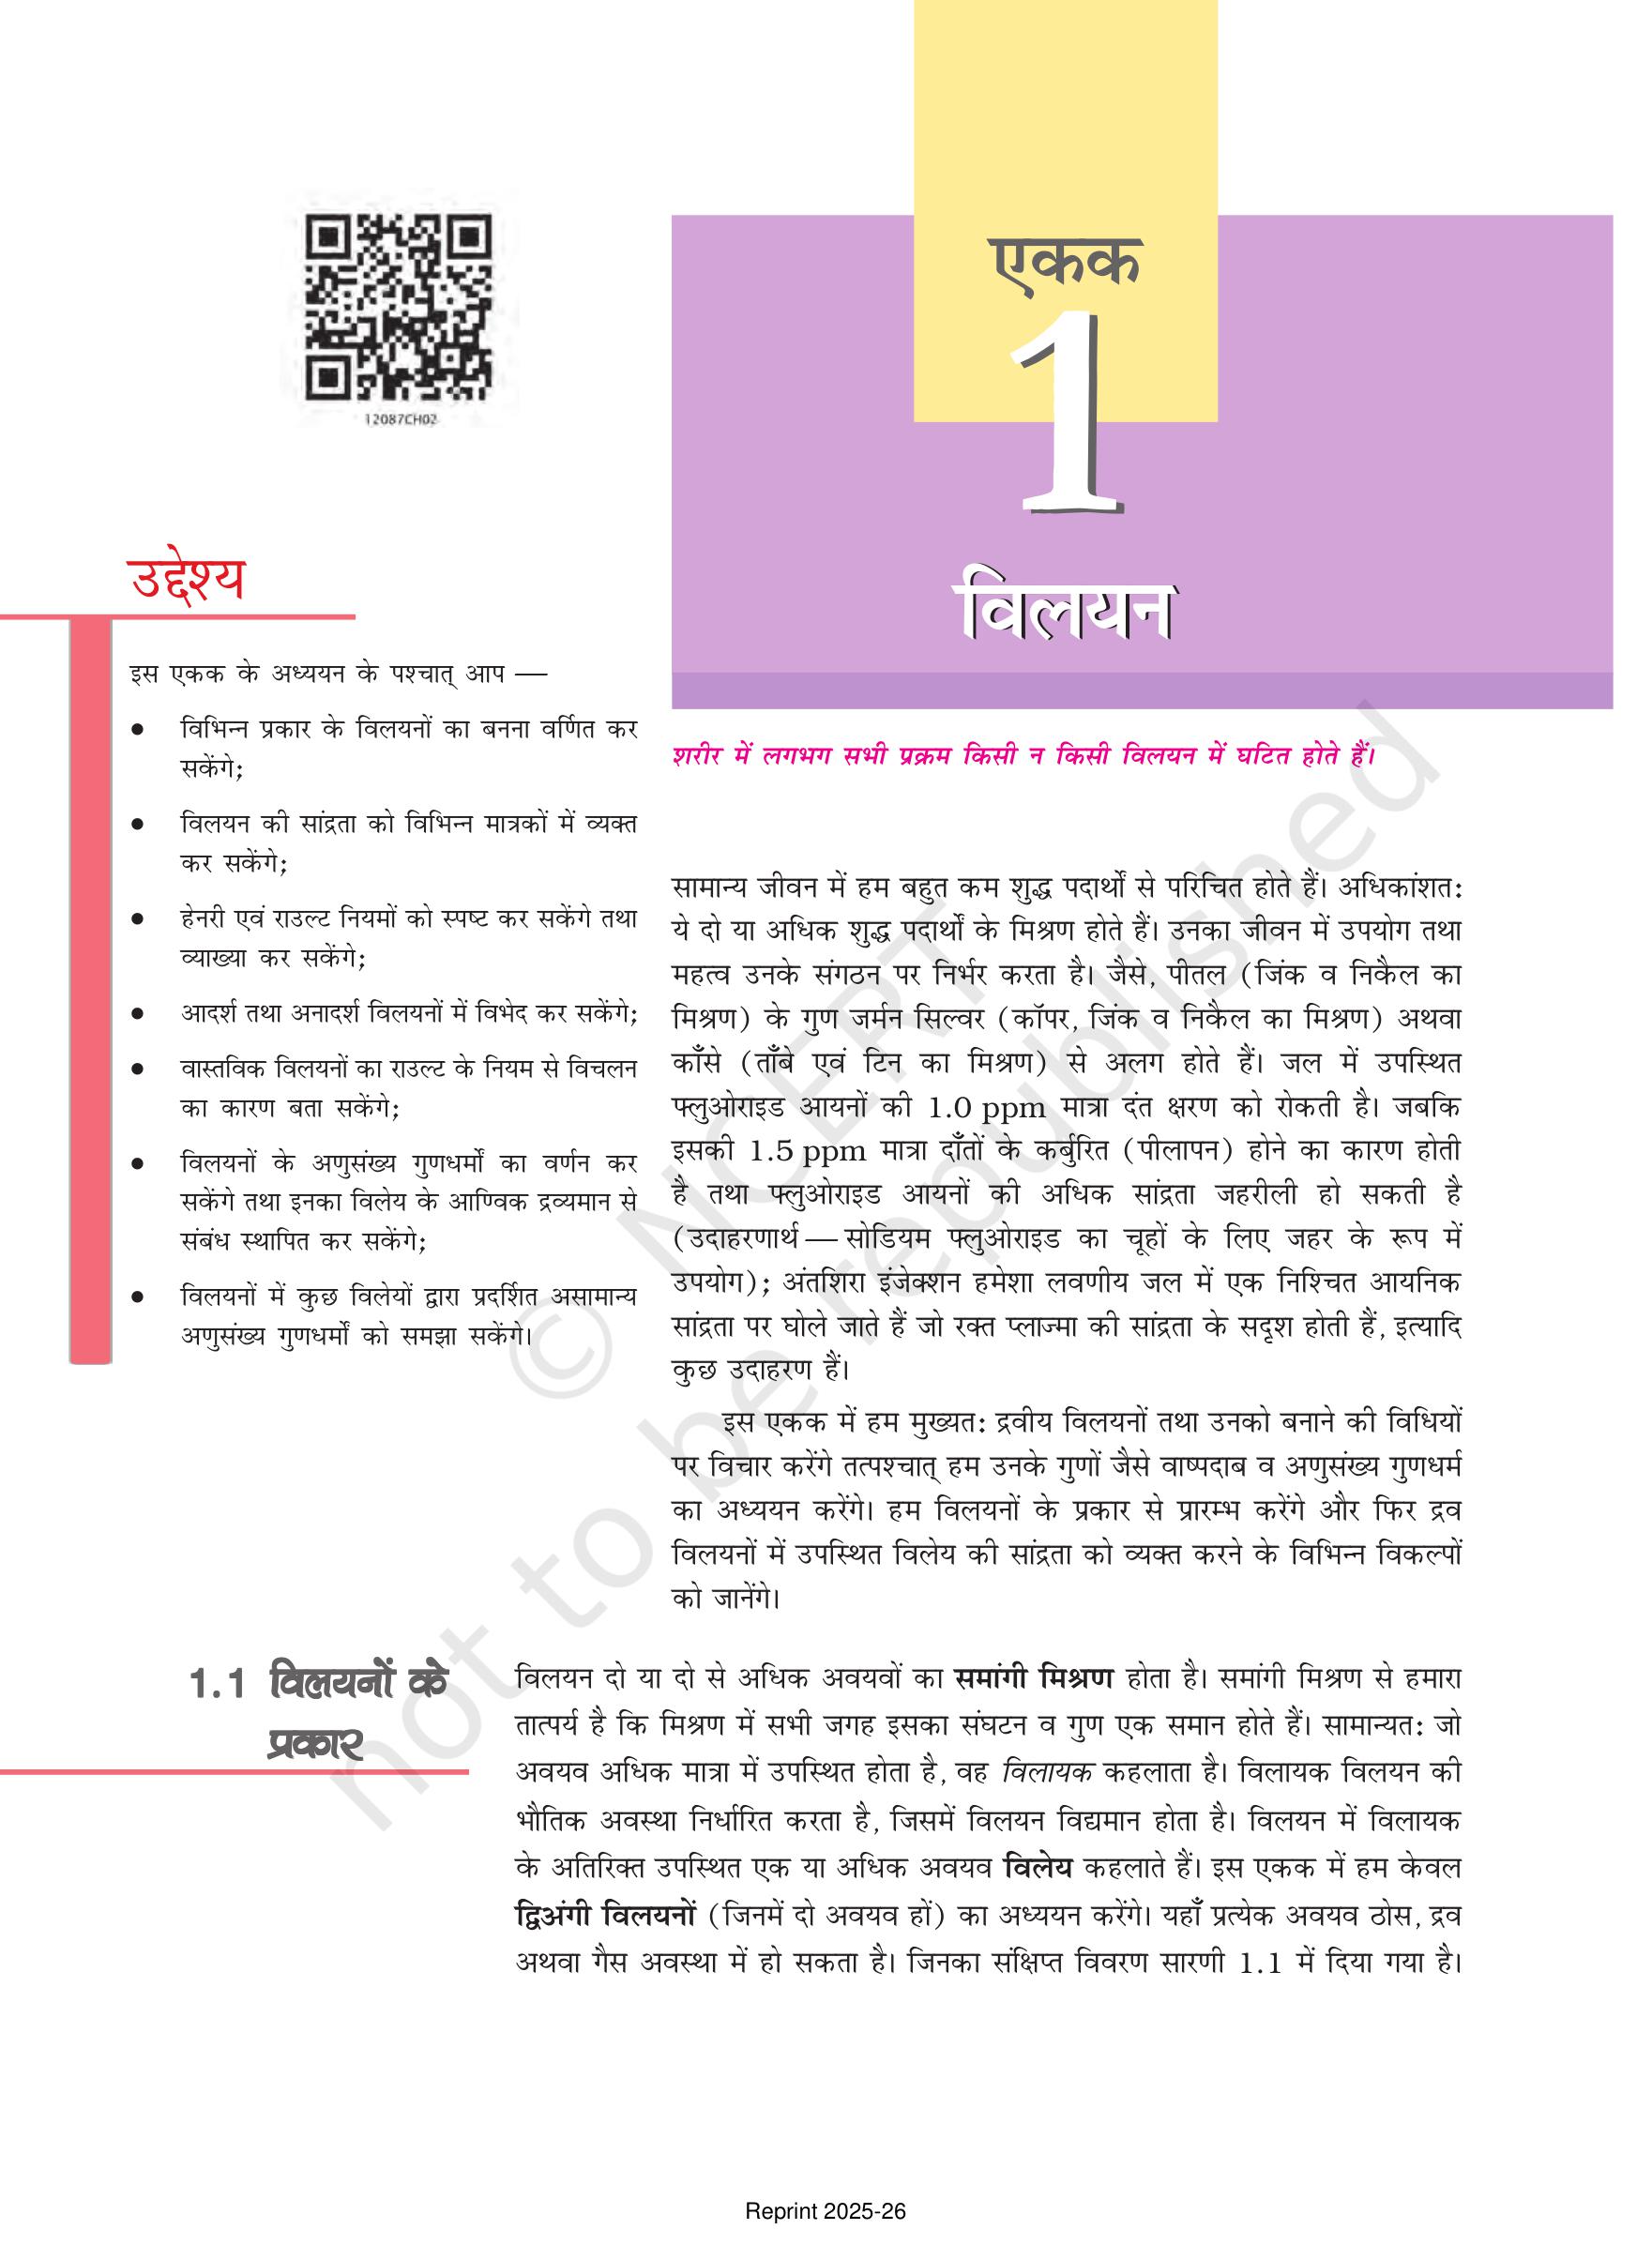 12087CH02
एकक
1
विलयन
उद्देश्य
इस एकक के अध्ययन के पश्चात् आप —
● विभिन्न प्रकार के विलयनों का बनना वर्णित कर
सकेंगे;
● विलयन की सांद्रता को विभिन्न मात्रकों में व्यक्त
कर सकेंगे;
● हेनरी एवं राउल्ट नियमों को स्पष्ट कर सकेंगे तथा
व्याख्या कर सकेंगे;
● आदर्श तथा अनादर्श विलयनों में विभेद कर सकेंगे;
● वास्तविक विलयनों का राउल्ट के नियम से विचलन
का कारण बता सकेंगे;
● विलयनों के अणुसंख्य गुणधर्मों का वर्णन कर
सकेंगे तथा इनका विलेय के आण्विक द्रव्यमान से
संबंध स्थापित कर सकेंगे;
● विलयनों में कुछ विलेयों द्वारा प्रदर्शित असामान्य
अणुसंख्य गुणधर्मों को समझा सकेंगे।
शरीर में लगभग सभी प्रक्रम किसी न किसी विलयन में घटित होते हैं।
सामान्य जीवन में हम बहुत कम शुद्ध पदार्थों से परिचित होते हैं। अधिकांशत:
ये दो या अधिक शुद्ध पदार्थों के मिश्रण होते हैं। उनका जीवन में उपयोग तथा
महत्व उनके संगठन पर निर्भर करता है। जैसे, पीतल (जिंक व निकैल का
मिश्रण) के गुण जर्मन सिल्वर (कॉपर, जिंक व निकैल का मिश्रण) अथवा
काँसे (ताँबे एवं टिन का मिश्रण) से अलग होते हैं। जल में उपस्थित
फ्लुओराइड आयनों की 1.0 ppm मात्रा दंत क्षरण को रोकती है। जबकि
इसकी 1.5 ppm मात्रा दाँतों के कर्बुरित (पीलापन) होने का कारण होती
है तथा फ्लुओराइड आयनों की अधिक सांद्रता जहरीली हो सकती है
(उदाहरणार्थ — सोडियम फ्लुओराइड का चूहों के लिए जहर के रूप में
उपयोग); अंतशिरा इंजेक्शन हमेशा लवणीय जल में एक निश्चित आयनिक
सांद्रता पर घोले जाते हैं जो रक्त प्लाज्मा की सांद्रता के सदृश होती हैं, इत्यादि
कुछ उदाहरण हैं।
इस एकक में हम मुख्यत: द्रवीय विलयनों तथा उनको बनाने की विधियों
पर विचार करेंगे तत्पश्चात् हम उनके गुणों जैसे वाष्पदाब व अणुसंख्य गुणधर्म
का अध्ययन करेंगे। हम विलयनों के प्रकार से प्रारम्भ करेंगे और फिर द्रव
विलयनों में उपस्थित विलेय की सांद्रता को व्यक्त करने के विभिन्न विकल्पों
को जानेंगे।
1.1 विलयनों के
प्रकार
विलयन दो या दो से अधिक अवयवों का समांगी मिश्रण होता है। समांगी मिश्रण से हमारा
तात्पर्य है कि मिश्रण में सभी जगह इसका संघटन व गुण एक समान होते हैं। सामान्यत: जो
अवयव अधिक मात्रा में उपस्थित होता है, वह विलायक कहलाता है। विलायक विलयन की
भौतिक अवस्था निर्धारित करता है, जिसमें विलयन विद्यमान होता है। विलयन में विलायक
के अतिरिक्त उपस्थित एक या अधिक अवयव विलेय कहलाते हैं। इस एकक में हम केवल
द्विअंगी विलयनों (जिनमें दो अवयव हों) का अध्ययन करेंगे। यहाँ प्रत्येक अवयव ठोस, द्रव
अथवा गैस अवस्था में हो सकता है। जिनका संक्षिप्त विवरण सारणी 1.1 में दिया गया है।
© NCERT
not to be republished
Reprint 2025-26